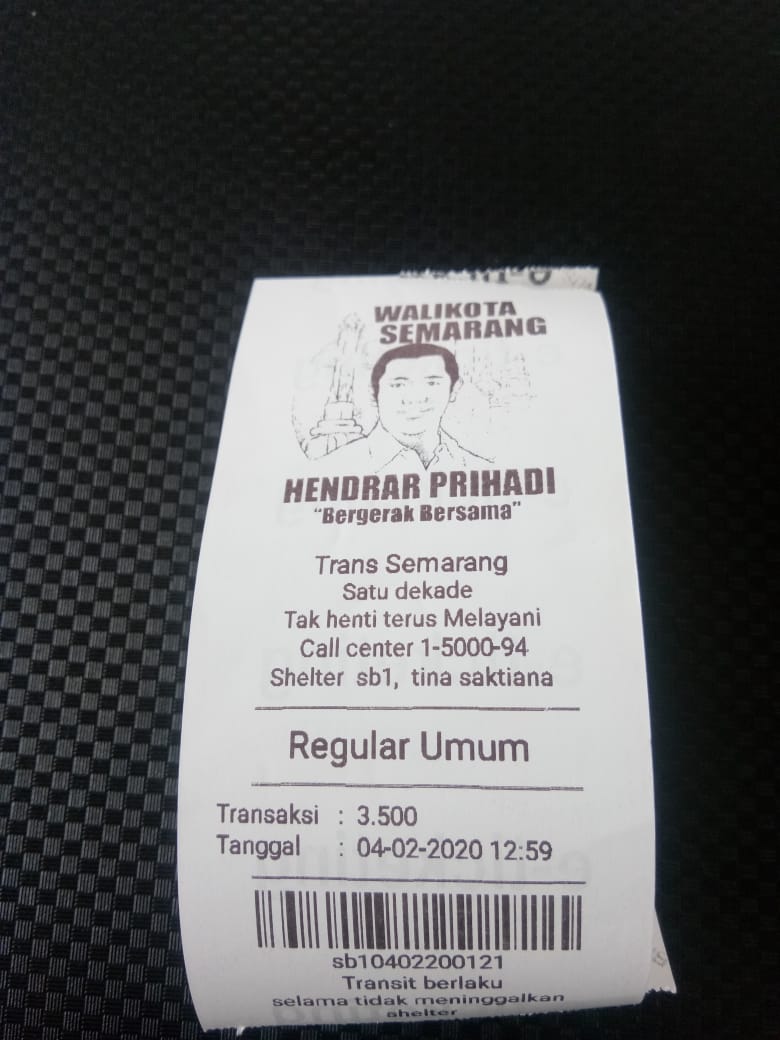 WALIKOTA
SEMARANG
HENDRAR PRIHADI
"Bergerak Bersama"
Trans Semarang
Satu dekade
Tak henti terus Melayani
Call center 1-5000-94
Shelter sb1, tina saktiana
Regular Umum
Transaksi : 3.500
Tanggal : 04-02-2020 12:59
sb10402200121
Transit berlaku
selama tidak meninggalkan
shelter